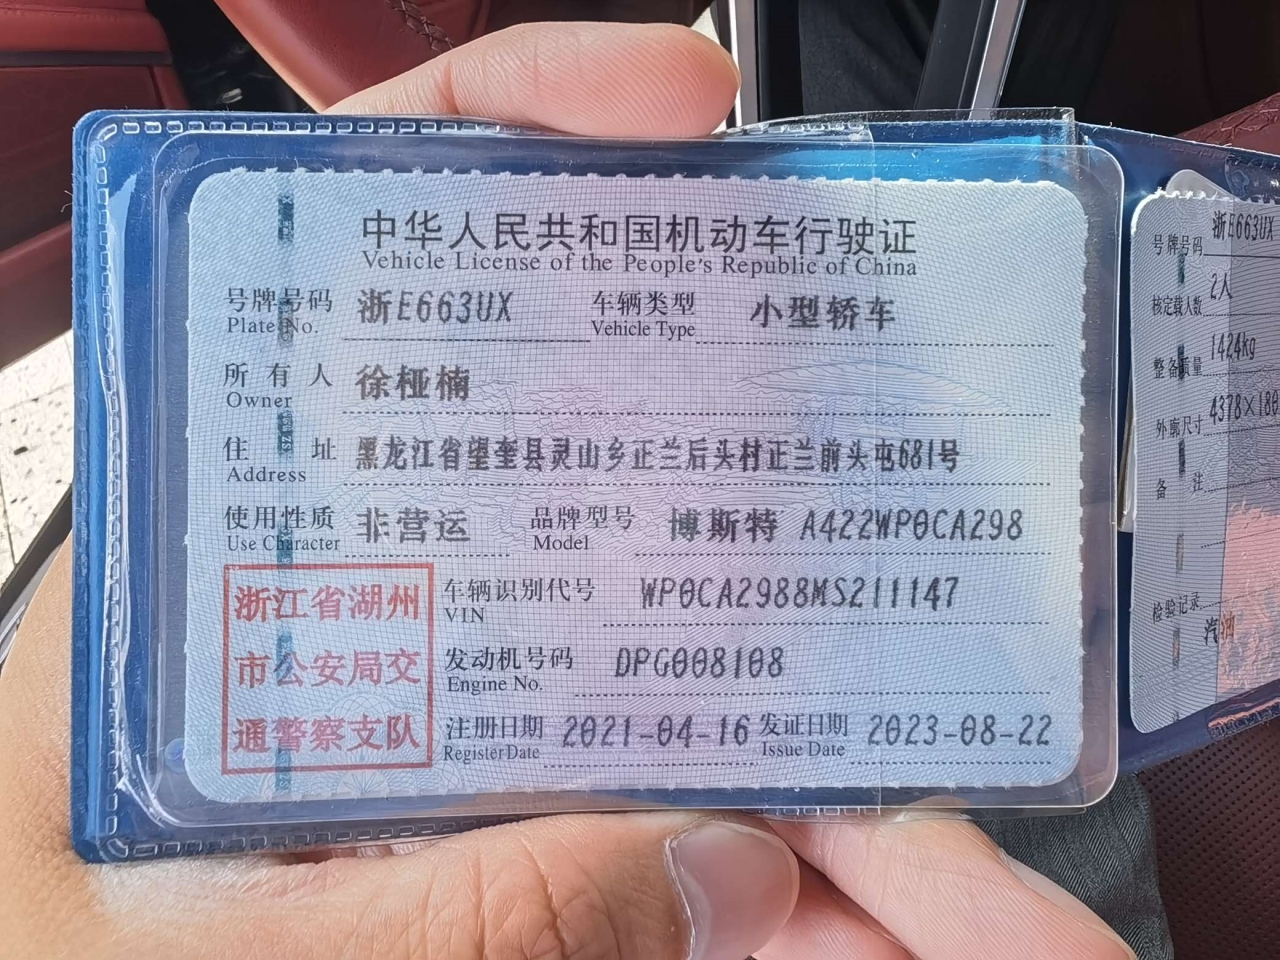 中华人民共和国机动车行驶证
Vehicle License of the People's Republic of China
号牌号码 浙E663UX 车辆类型 小型轿车
Plate No. Vehicle Type
所有人 徐桠楠
Owner
住址 黑龙江省望奎县灵山乡正兰后头村正兰前头屯681号
Address
使用性质 非营运 品牌型号 博斯特 A422WP0CA298
Use Character Model
浙江省湖州
市公安局交
通警察支队
车辆识别代号 WP0CA2988MS211147
VIN
发动机号码 DPG008108
Engine No.
注册日期 2021-04-16 发证日期 2023-08-22
Register Date Issue Date
号牌号码 浙E663UX
核定载人数 2人
整备质量 1424kg
外廓尺寸 4378×180
备注
检验记录
汽油